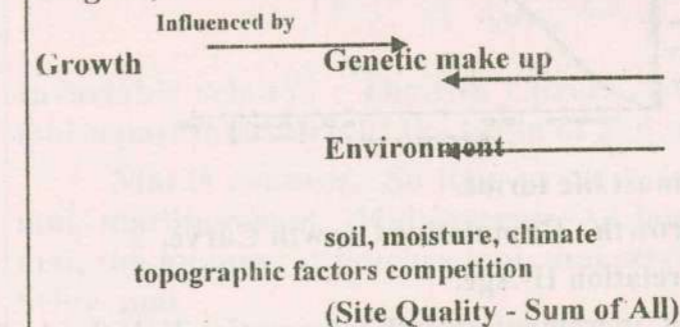 Influenced by
Growth Genetic make up
Environment
soil, moisture, climate
topographic factors competition
(Site Quality - Sum of All)